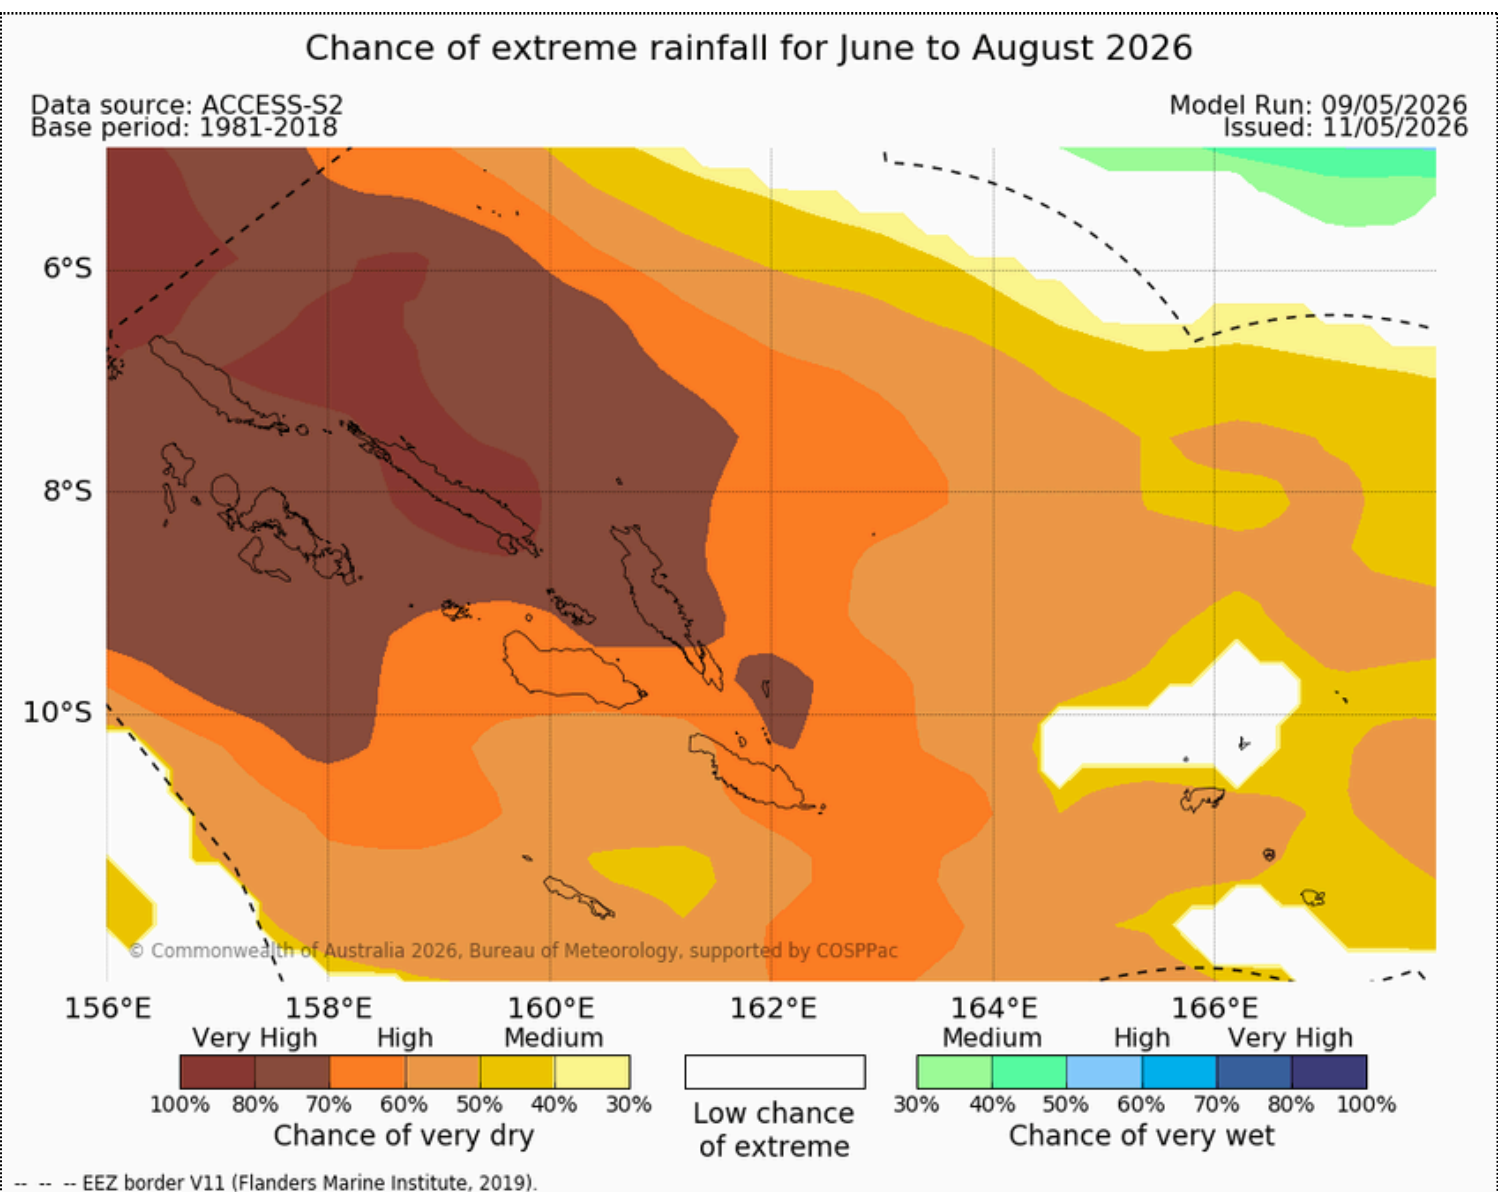 Chance of extreme rainfall for June to August 2026
Data source: ACCESS-S2
Base period: 1981-2018
Model Run: 09/05/2026
Issued: 11/05/2026
6°S
8°S
10°S
© Commonwealth of Australia 2026, Bureau of Meteorology, supported by COSPPac
156°E 158°E 160°E 162°E 164°E 166°E
Very High High Medium
100% 80% 70% 60% 50% 40% 30%
Chance of very dry
Low chance
of extreme
Medium High Very High
30% 40% 50% 60% 70% 80% 100%
Chance of very wet
-- -- -- EEZ border V11 (Flanders Marine Institute, 2019).